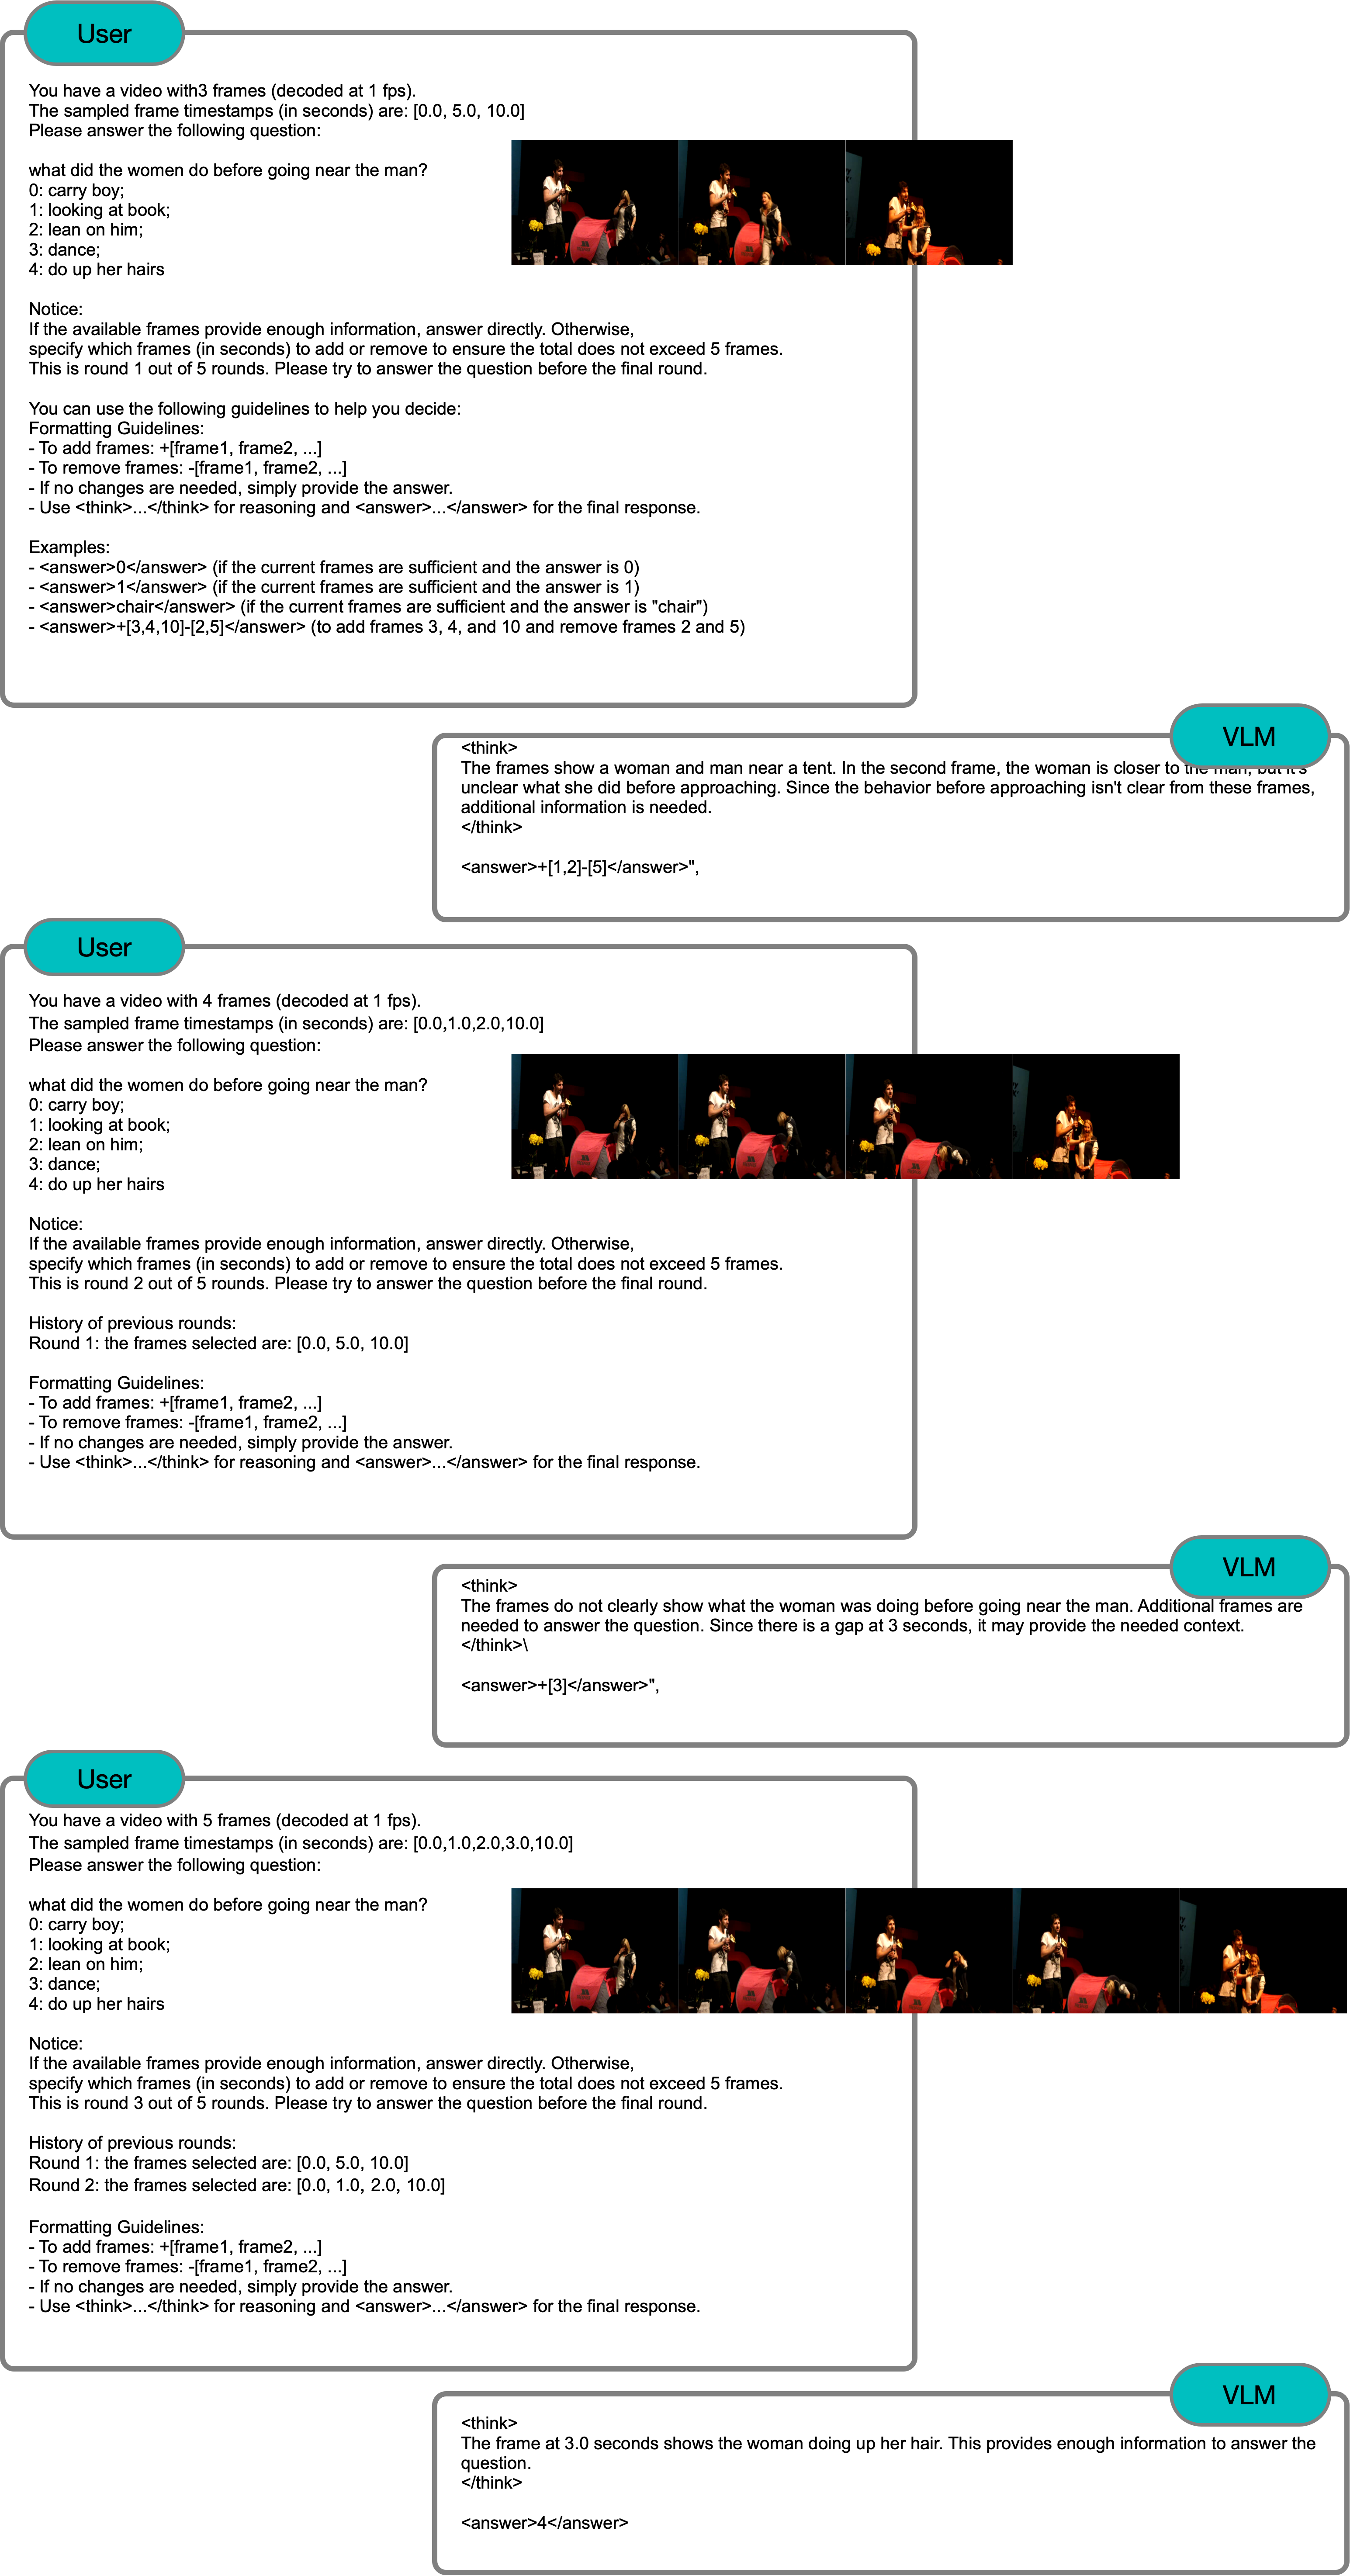 User
You have a video with3 frames (decoded at 1 fps).
The sampled frame timestamps (in seconds) are: [0.0, 5.0, 10.0]
Please answer the following question:
what did the women do before going near the man?
0: carry boy;
1: looking at book;
2: lean on him;
3: dance;
4: do up her hairs
Notice:
If the available frames provide enough information, answer directly. Otherwise,
specify which frames (in seconds) to add or remove to ensure the total does not exceed 5 frames.
This is round 1 out of 5 rounds. Please try to answer the question before the final round.
You can use the following guidelines to help you decide:
Formatting Guidelines:
- To add frames: +[frame1, frame2, ...]
- To remove frames: -[frame1, frame2, ...]
- If no changes are needed, simply provide the answer.
- Use <think>...</think> for reasoning and <answer>...</answer> for the final response.
Examples:
- <answer>0</answer> (if the current frames are sufficient and the answer is 0)
- <answer>1</answer> (if the current frames are sufficient and the answer is 1)
- <answer>chair</answer> (if the current frames are sufficient and the answer is "chair")
- <answer>+[3,4,10]-[2,5]</answer> (to add frames 3, 4, and 10 and remove frames 2 and 5)
VLM
<think>
The frames show a woman and man near a tent. In the second frame, the woman is closer to the man, but it's
unclear what she did before approaching. Since the behavior before approaching isn't clear from these frames,
additional information is needed.
</think>
<answer>+[1,2]-[5]</answer>",
User
You have a video with 4 frames (decoded at 1 fps).
The sampled frame timestamps (in seconds) are: [0.0,1.0,2.0,10.0]
Please answer the following question:
what did the women do before going near the man?
0: carry boy;
1: looking at book;
2: lean on him;
3: dance;
4: do up her hairs
Notice:
If the available frames provide enough information, answer directly. Otherwise,
specify which frames (in seconds) to add or remove to ensure the total does not exceed 5 frames.
This is round 2 out of 5 rounds. Please try to answer the question before the final round.
History of previous rounds:
Round 1: the frames selected are: [0.0, 5.0, 10.0]
Formatting Guidelines:
- To add frames: +[frame1, frame2, ...]
- To remove frames: -[frame1, frame2, ...]
- If no changes are needed, simply provide the answer.
- Use <think>...</think> for reasoning and <answer>...</answer> for the final response.
VLM
<think>
The frames do not clearly show what the woman was doing before going near the man. Additional frames are
needed to answer the question. Since there is a gap at 3 seconds, it may provide the needed context.
</think>\
<answer>+[3]</answer>",
User
You have a video with 5 frames (decoded at 1 fps).
The sampled frame timestamps (in seconds) are: [0.0,1.0,2.0,3.0,10.0]
Please answer the following question:
what did the women do before going near the man?
0: carry boy;
1: looking at book;
2: lean on him;
3: dance;
4: do up her hairs
Notice:
If the available frames provide enough information, answer directly. Otherwise,
specify which frames (in seconds) to add or remove to ensure the total does not exceed 5 frames.
This is round 3 out of 5 rounds. Please try to answer the question before the final round.
History of previous rounds:
Round 1: the frames selected are: [0.0, 5.0, 10.0]
Round 2: the frames selected are: [0.0, 1.0, 2.0, 10.0]
Formatting Guidelines:
- To add frames: +[frame1, frame2, ...]
- To remove frames: -[frame1, frame2, ...]
- If no changes are needed, simply provide the answer.
- Use <think>...</think> for reasoning and <answer>...</answer> for the final response.
VLM
<think>
The frame at 3.0 seconds shows the woman doing up her hair. This provides enough information to answer the
question.
</think>
<answer>4</answer>